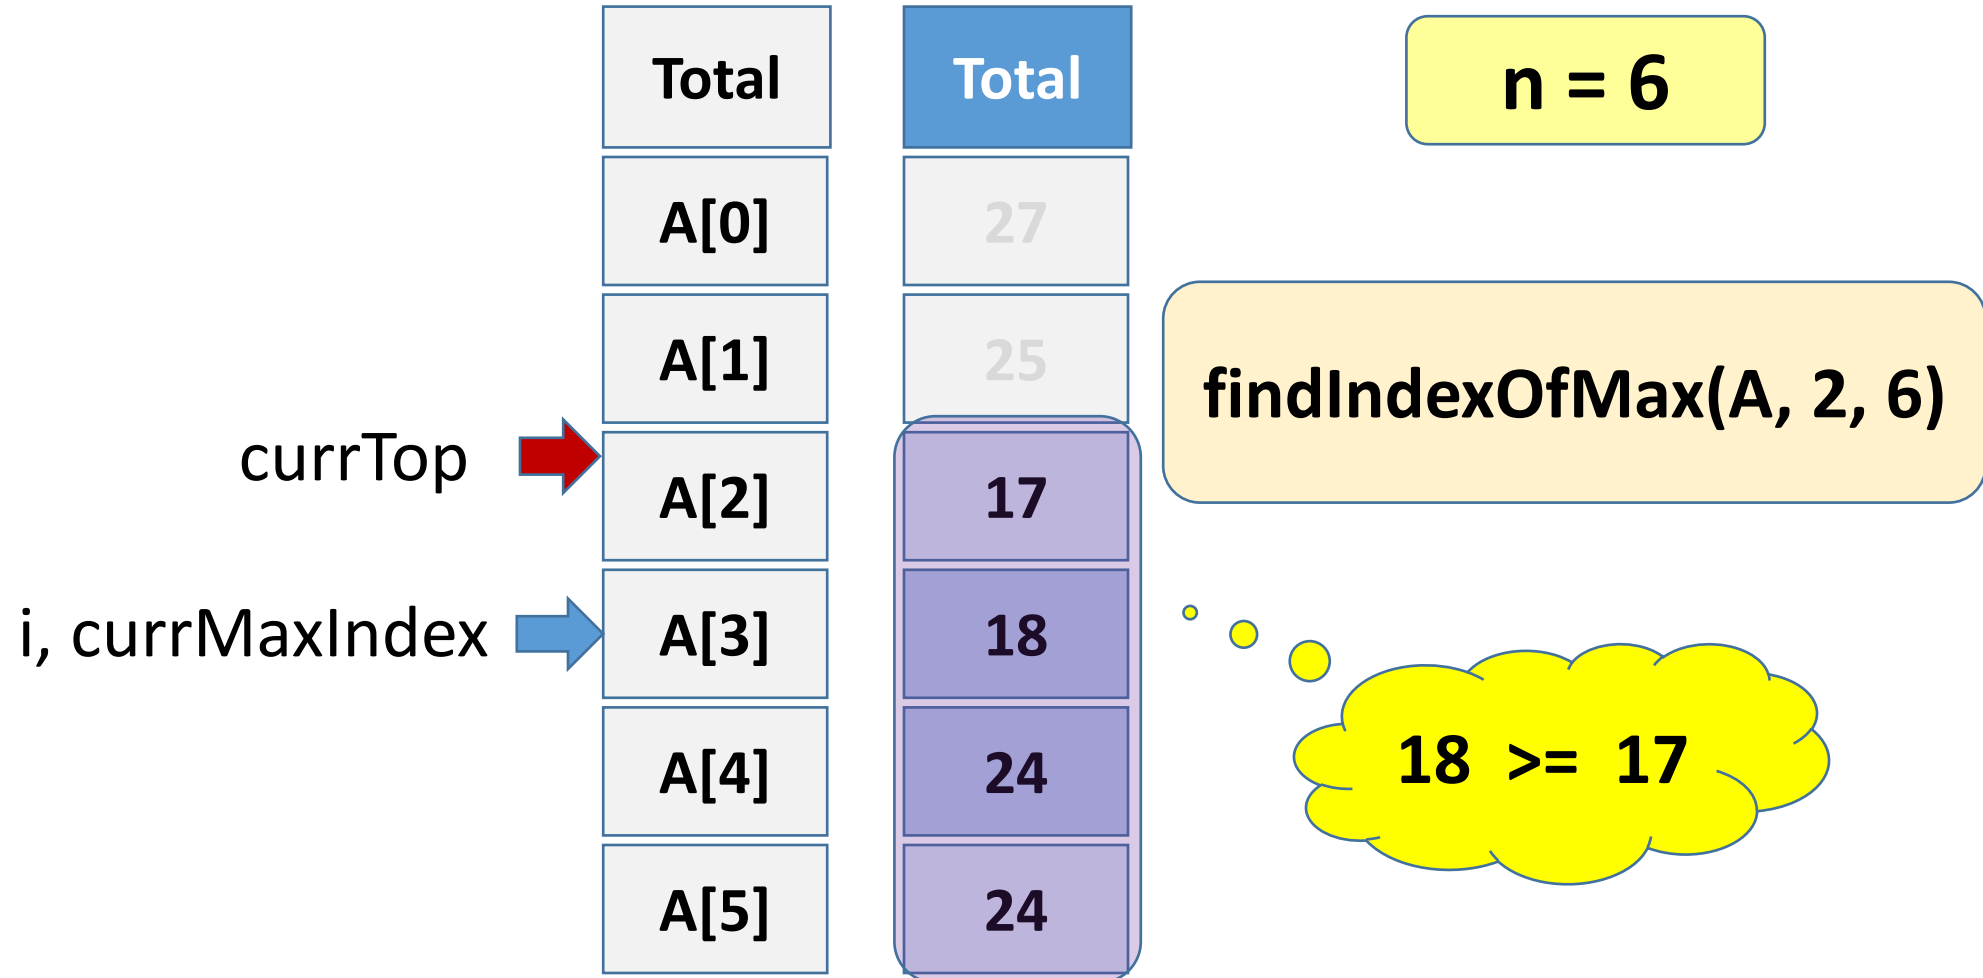 Total Total
n = 6
A[0] 27
A[1] 25
findIndexOfMax(A, 2, 6)
currTop
A[2] 17
i, currMaxIndex
A[3] 18
18 >= 17
A[4] 24
A[5] 24